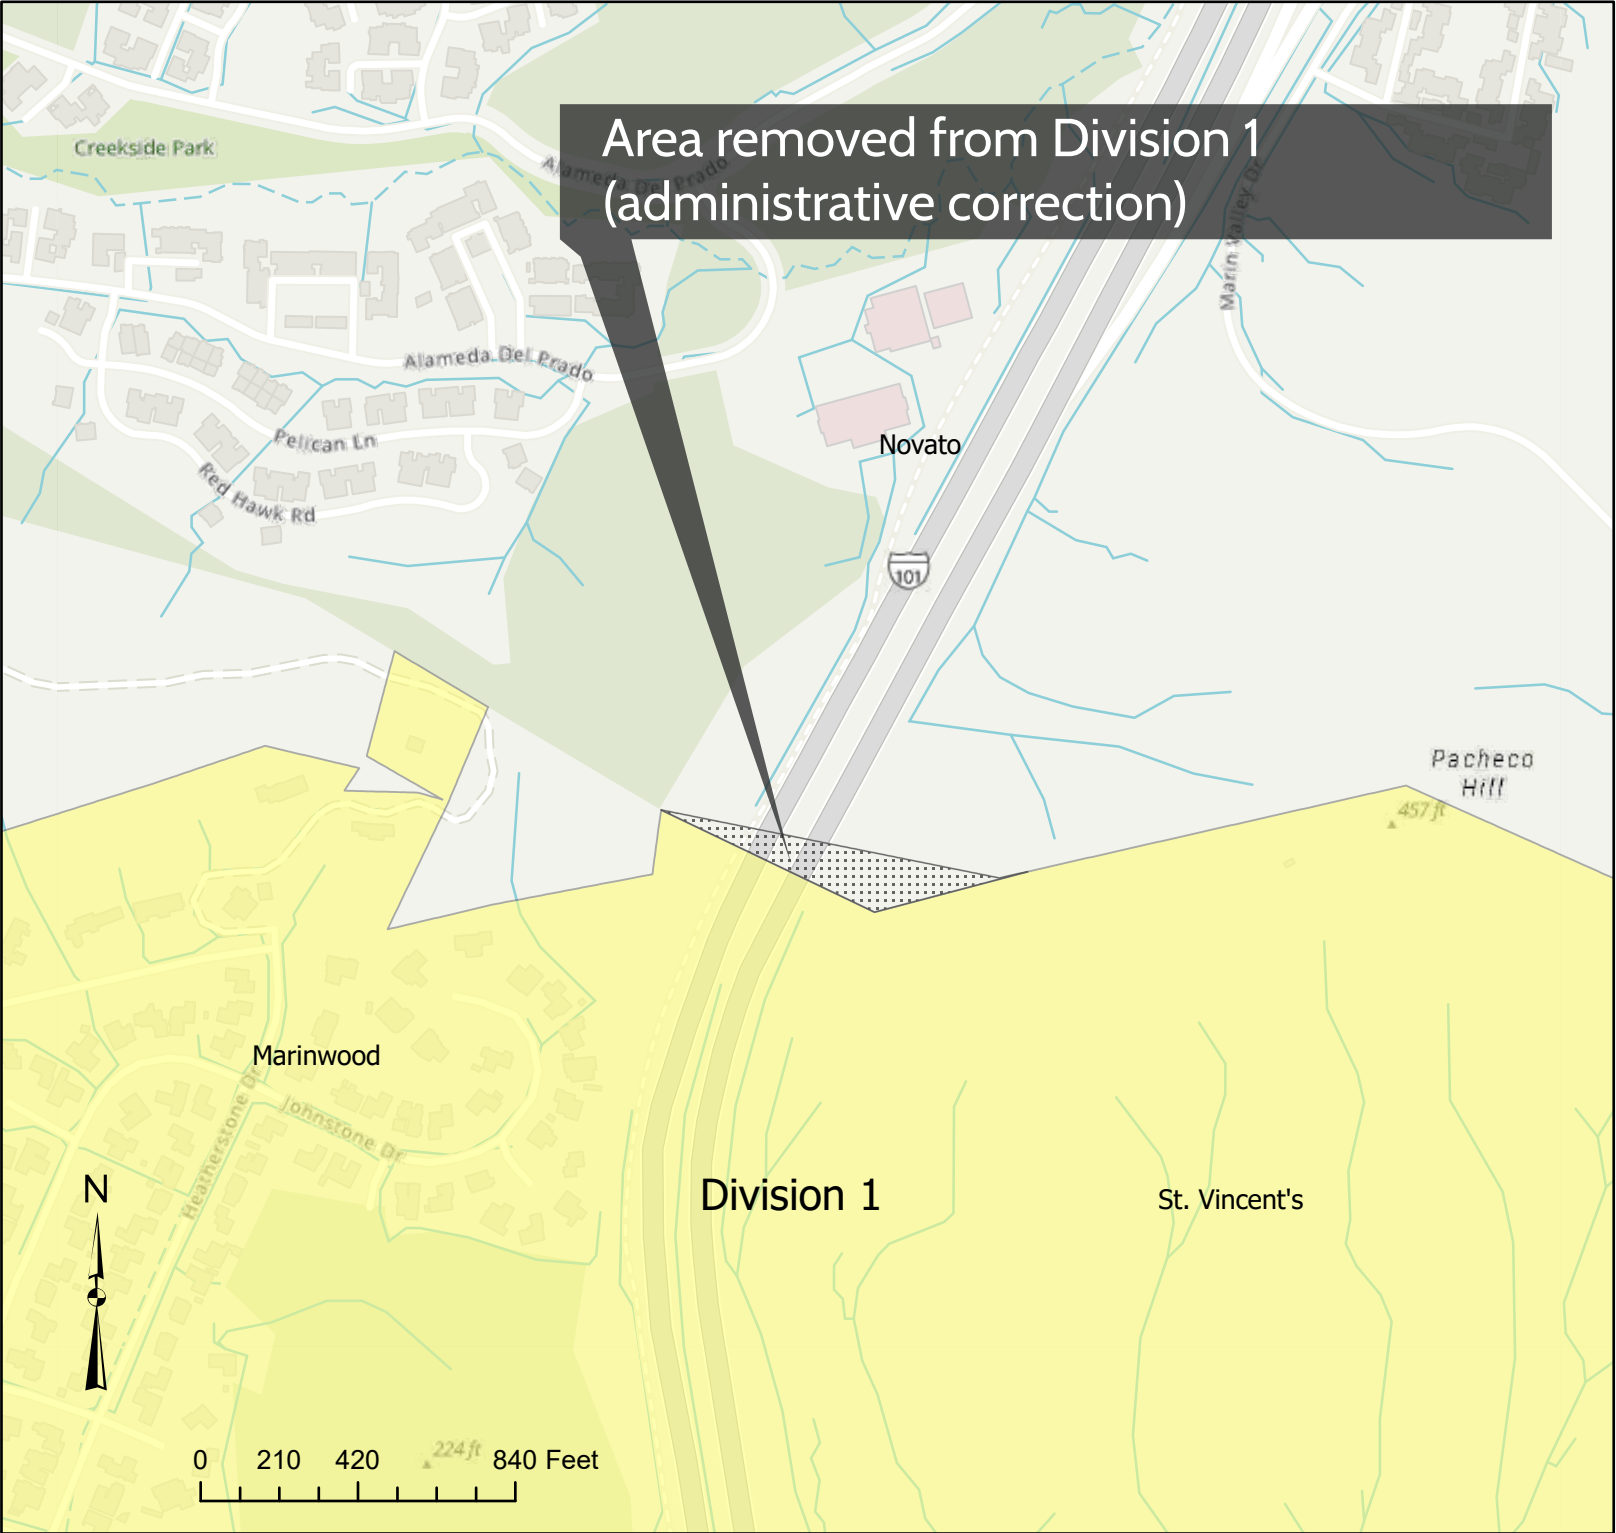 Area removed from Division 1
(administrative correction)
Creekside Park
Alameda Del Prado
Marin Valley Dr
Alameda Del Prado
Pelican Ln
Novato
Red Hawk Rd
101
Pacheco
Hill
457 ft
Marinwood
Johnstone Dr
Heatherstone Dr
N
Division 1
St. Vincent's
224 ft
0 210 420 840 Feet